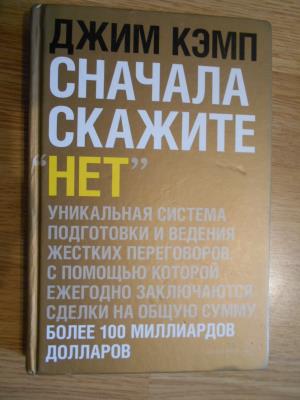 ДЖИМ КЭМП
СНАЧАЛА
СКАЖИТЕ
“НЕТ”
УНИКАЛЬНАЯ СИСТЕМА
ПОДГОТОВКИ И ВЕДЕНИЯ
ЖЕСТКИХ ПЕРЕГОВОРОВ,
С ПОМОЩЬЮ КОТОРОЙ
ЕЖЕГОДНО ЗАКЛЮЧАЮТСЯ
СДЕЛКИ НА ОБЩУЮ СУММУ
БОЛЕЕ 100 МИЛЛИАРДОВ
ДОЛЛАРОВ